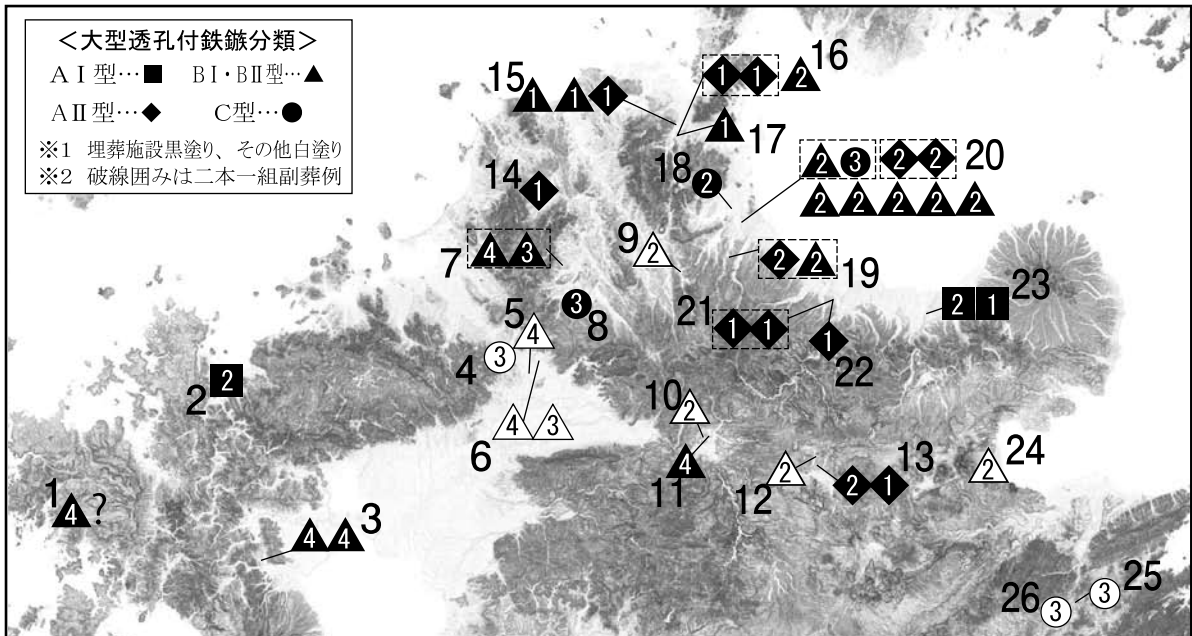 ＜大型透孔付鉄鏃分類＞
AⅠ型…■ BⅠ・BⅡ型…▲
AⅡ型…◆ C型…●
※1 埋葬施設黒塗り、その他白塗り
※2 破線囲みは二本一組副葬例
15 1 1 1
1 1 2 16
1 17
14 1
18 2
2 3 2 2 20
2 2 2 2 2
7 4 3
9 2
2 2 19
5 4
3 8
21 1 1
1 22
2 1 23
4 3
2 2
6 4 3
10 2
4 11
12 2
2 1 13
2 24
1 4 ?
4 4 3
26 3
3 25